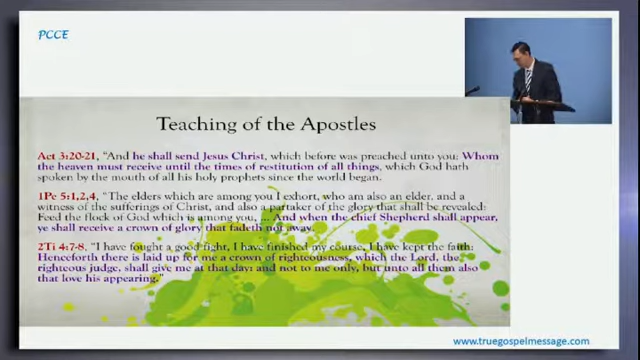 PCCE
Teaching of the Apostles
Act 3:20-21, "And he shall send Jesus Christ, which before was preached unto you: Whom
the heaven must receive until the times of restitution of all things, which God hath
spoken by the mouth of all his holy prophets since the world began.
1Pe 5:1,2,4, "The elders which are among you I exhort, who am also an elder, and a
witness of the sufferings of Christ, and also a partaker of the glory that shall be revealed:
Feed the flock of God which is among you, ... And when the chief Shepherd shall appear,
ye shall receive a crown of glory that fadeth not away.
2Ti 4:7-8, "I have fought a good fight, I have finished my course, I have kept the faith:
Henceforth there is laid up for me a crown of righteousness, which the Lord, the
righteous judge, shall give me at that day: and not to me only, but unto all them also
that love his appearing."
www.truegospelmessage.com